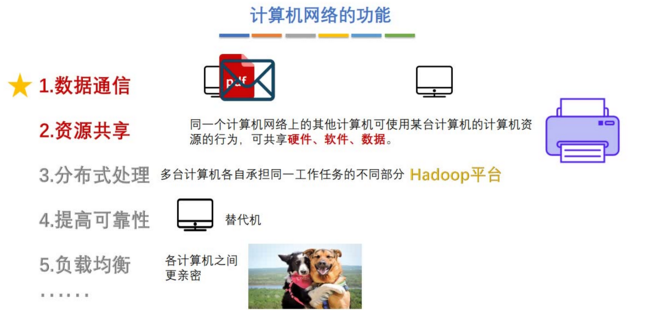 计算机网络的功能
1.数据通信
pdf
2.资源共享
同一个计算机网络上的其他计算机可使用某台计算机的计算机资
源的行为，可共享硬件、软件、数据。
3.分布式处理 多台计算机各自承担同一工作任务的不同部分 Hadoop平台
4.提高可靠性 替代机
5.负载均衡
各计算机之间
更亲密
……